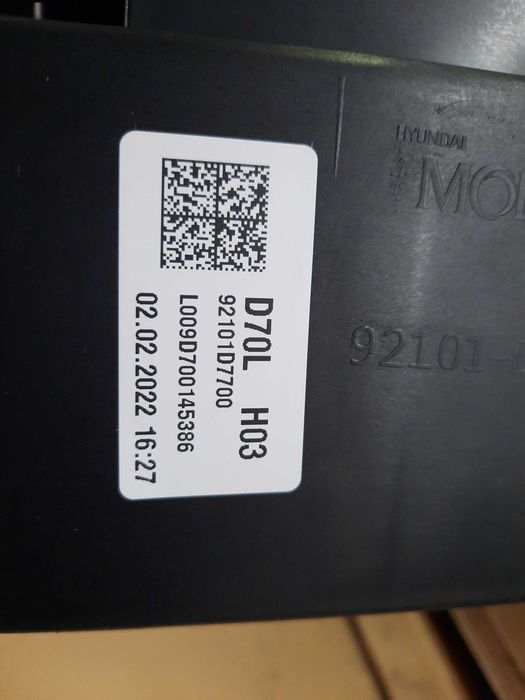 D70L H03
92101D7700
L009D700145386
02.02.2022 16:27
HYUNDAI
92101-